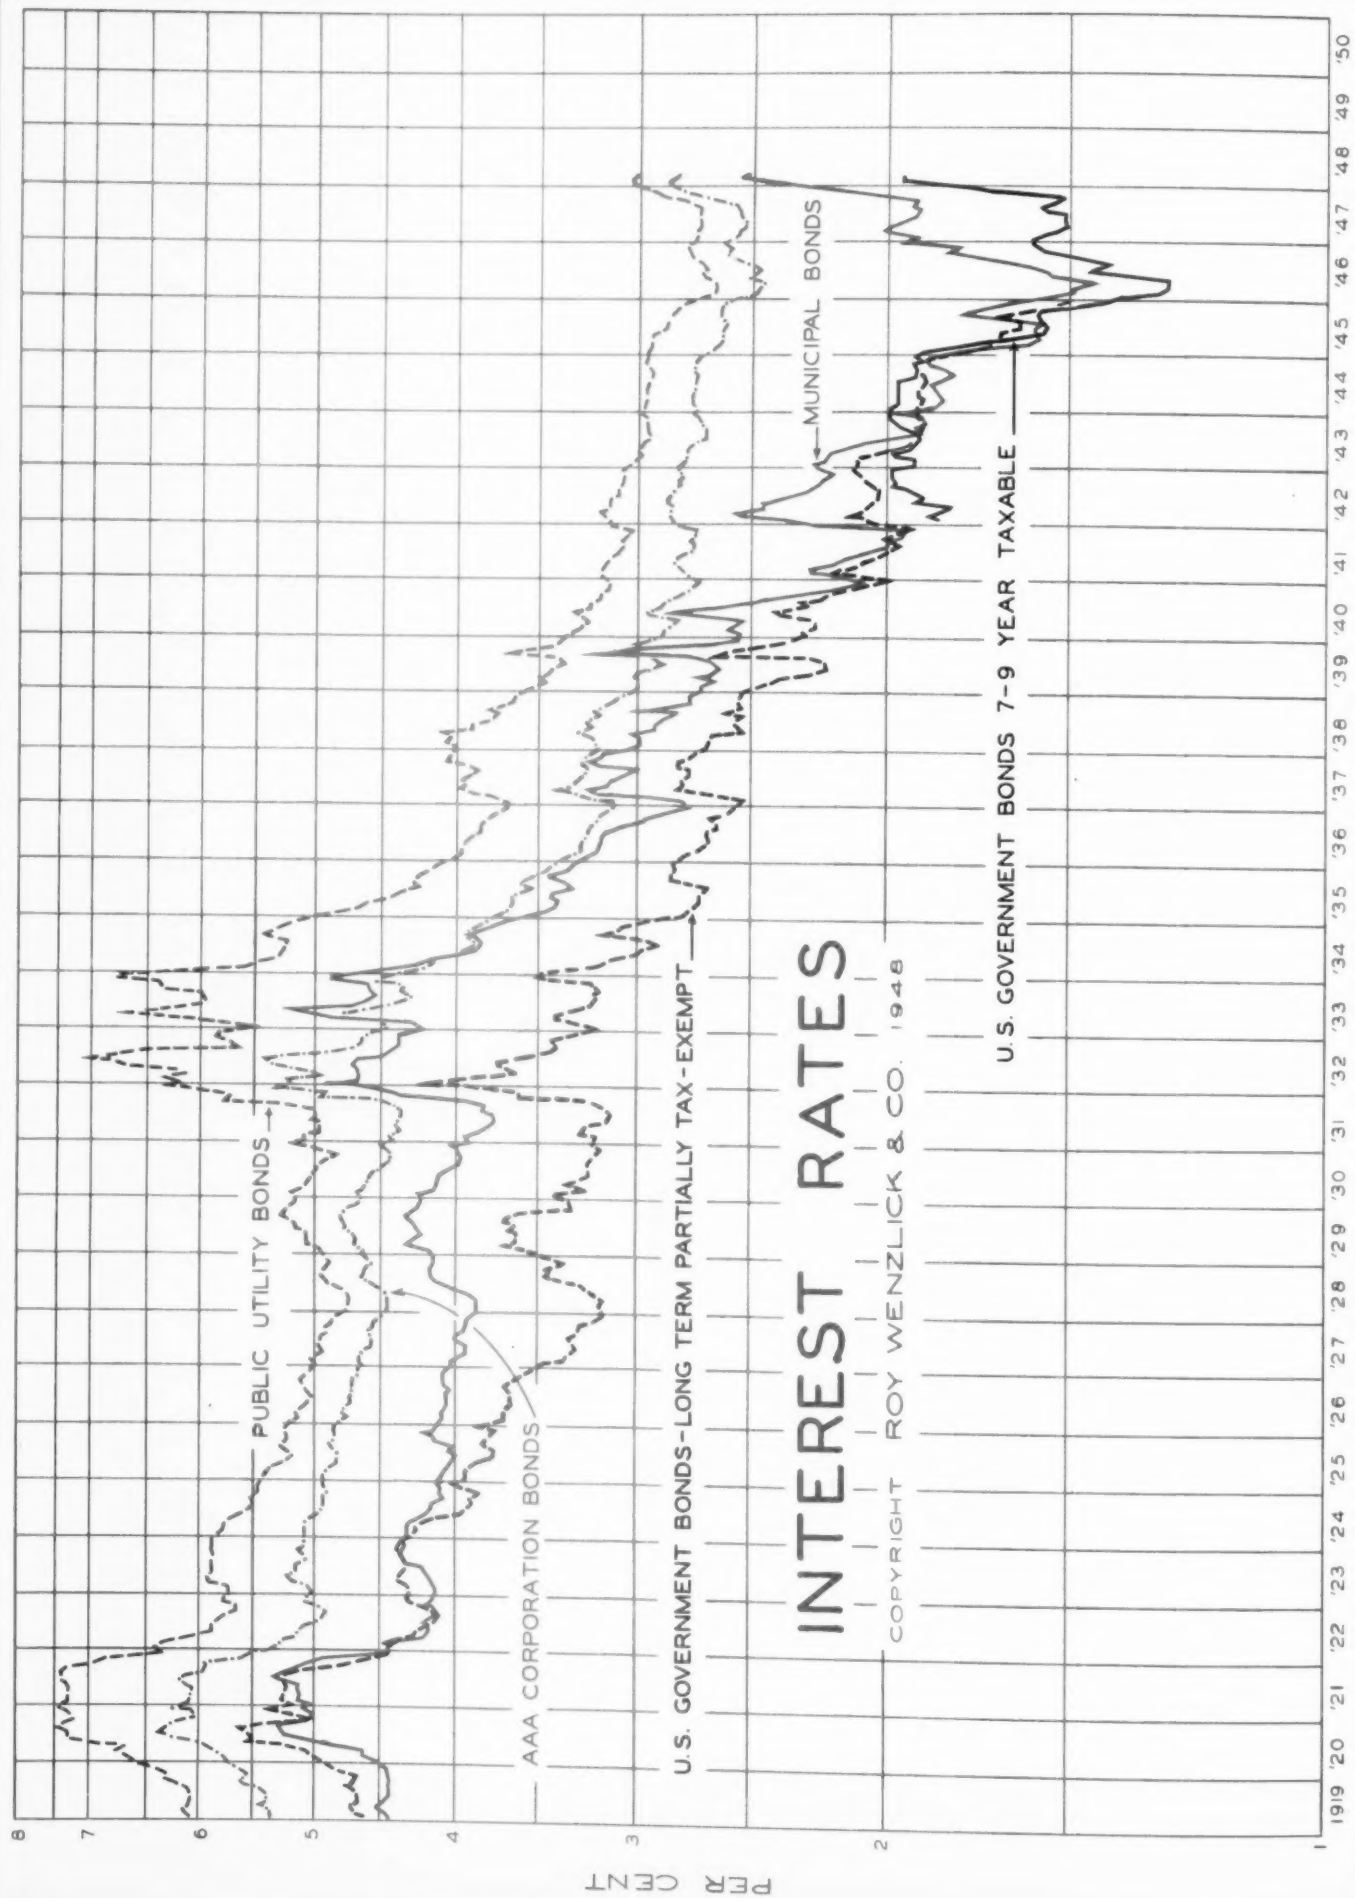 PER CENT
8
7
6
5
4
3
2
1
PUBLIC UTILITY BONDS
AAA CORPORATION BONDS
U.S. GOVERNMENT BONDS-LONG TERM PARTIALLY TAX-EXEMPT
MUNICIPAL BONDS
INTEREST RATES
COPYRIGHT ROY WENZLICK & CO. 1948
U.S. GOVERNMENT BONDS 7-9 YEAR TAXABLE
1919 '20 '21 '22 '23 '24 '25 '26 '27 '28 '29 '30 '31 '32 '33 '34 '35 '36 '37 '38 '39 '40 '41 '42 '43 '44 '45 '46 '47 '48 '49 '50